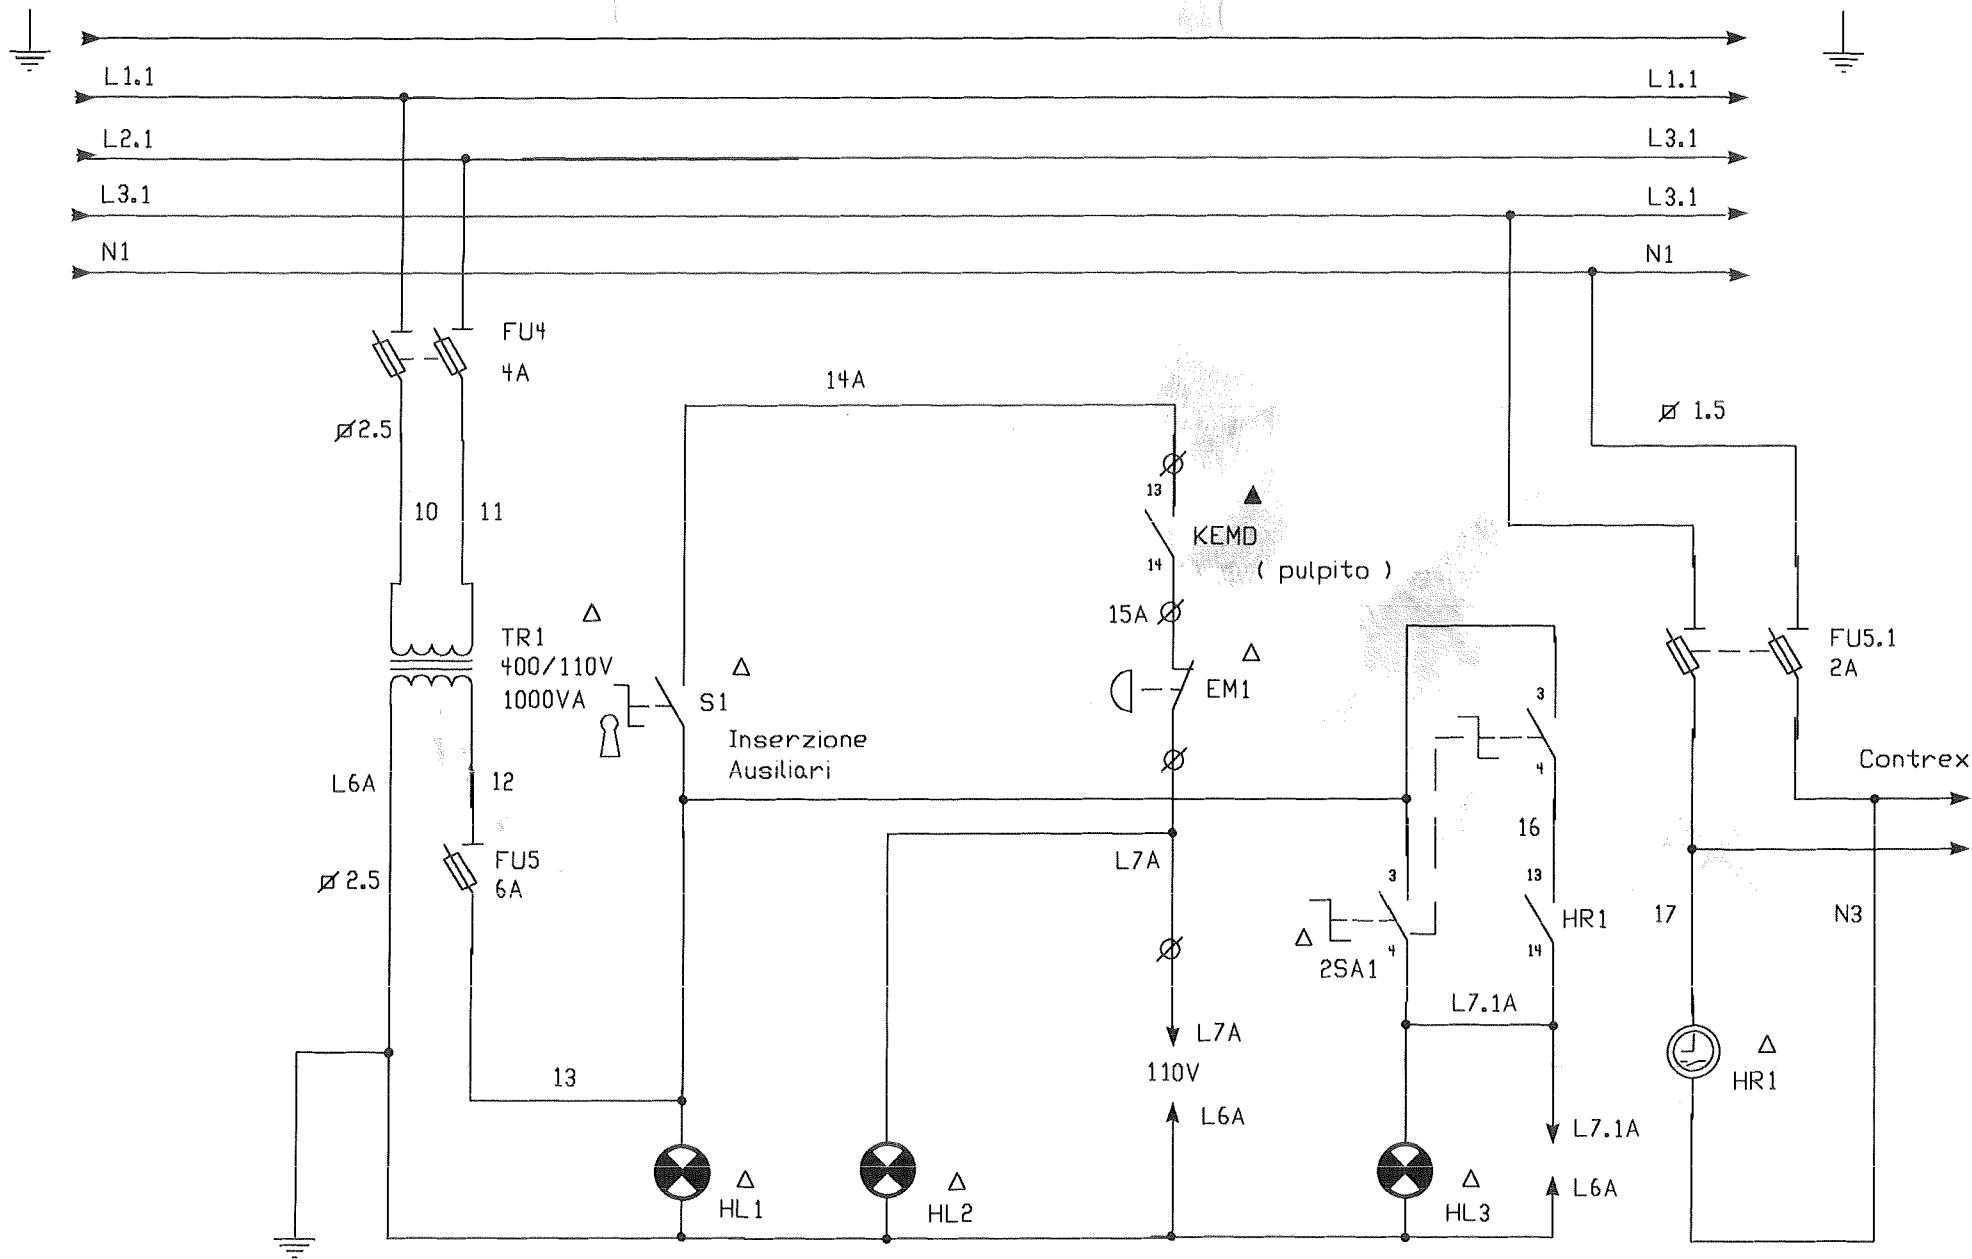 L1.1
L1.1
L2.1
L3.1
L3.1
L3.1
N1
N1
FU4
4A
14A
2.5
1.5
10
11
13
KEMD
14
( pulpito )
15A
TR1
400/110V
1000VA
S1
EM1
FU5.1
2A
3
4
Inserzione
Ausiliari
Contrex
L6A
12
16
L7A
FU5
6A
2.5
3
4
2SA1
13
HR1
14
17
N3
L7.1A
L7A
110V
L6A
13
HR1
L7.1A
L6A
HL1
HL2
HL3